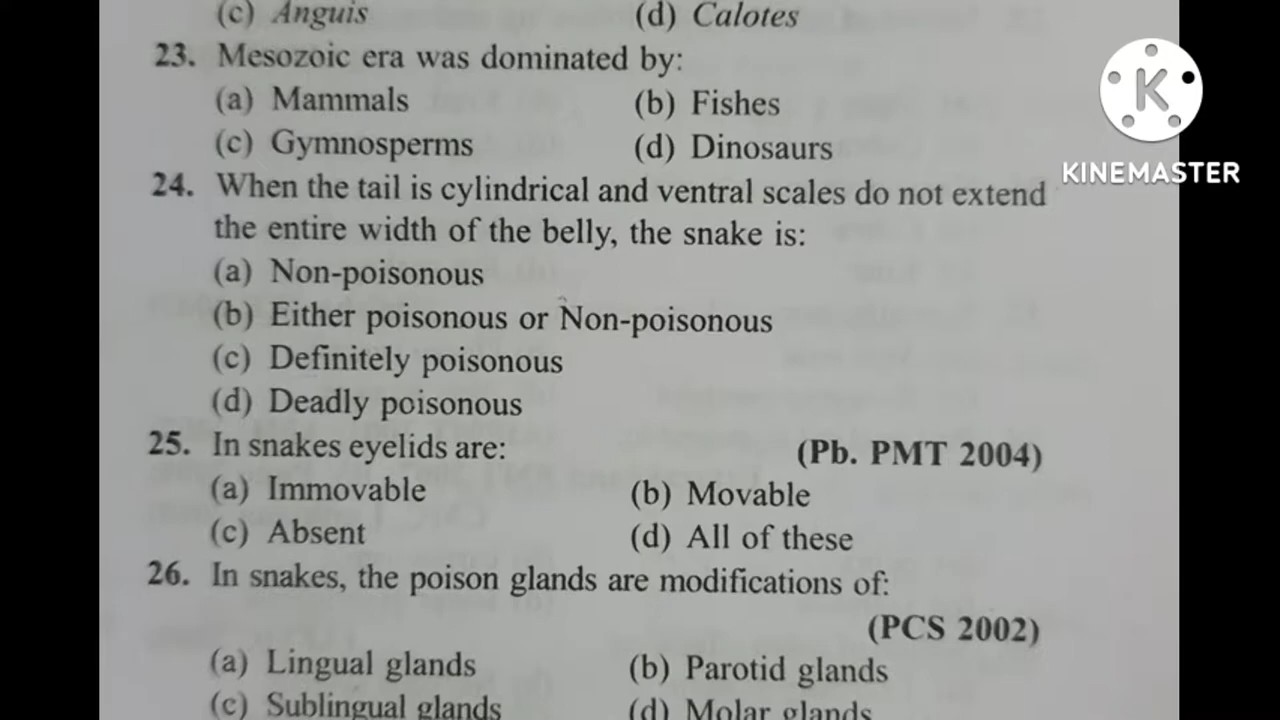 (c) Anguis (d) Calotes
23. Mesozoic era was dominated by:
(a) Mammals (b) Fishes
(c) Gymnosperms (d) Dinosaurs
24. When the tail is cylindrical and ventral scales do not extend
the entire width of the belly, the snake is:
(a) Non-poisonous
(b) Either poisonous or Non-poisonous
(c) Definitely poisonous
(d) Deadly poisonous
25. In snakes eyelids are: (Pb. PMT 2004)
(a) Immovable (b) Movable
(c) Absent (d) All of these
26. In snakes, the poison glands are modifications of:
(PCS 2002)
(a) Lingual glands (b) Parotid glands
(c) Sublingual glands (d) Molar glands
K
KINEMASTER